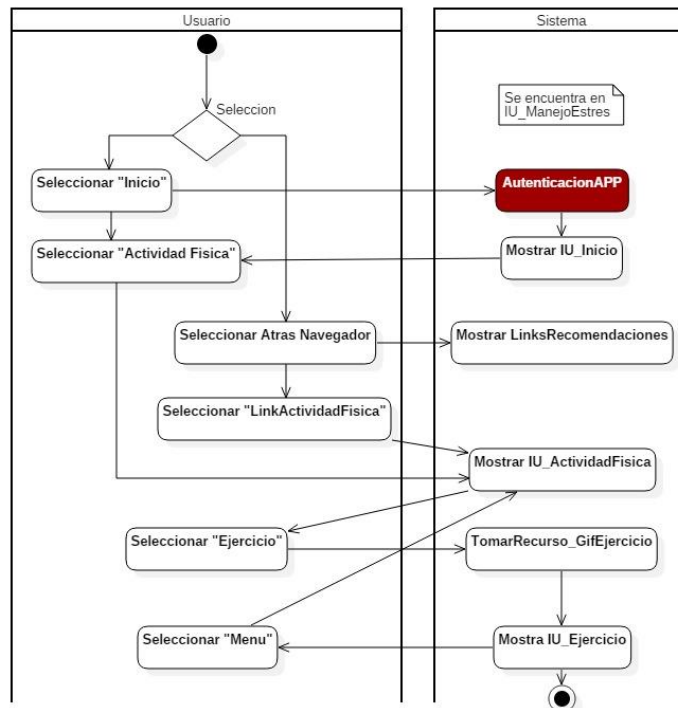 Usuario
Sistema
Se encuentra en
IU_ManejoEstres
Seleccion
Seleccionar "Inicio"
AutenticacionAPP
Seleccionar "Actividad Fisica"
Mostrar IU_Inicio
Seleccionar Atras Navegador
Mostrar LinksRecomendaciones
Seleccionar "LinkActividadFisica"
Mostrar IU_ActividadFisica
Seleccionar "Ejercicio"
TomarRecurso_GifEjercicio
Seleccionar "Menu"
Mostra IU_Ejercicio